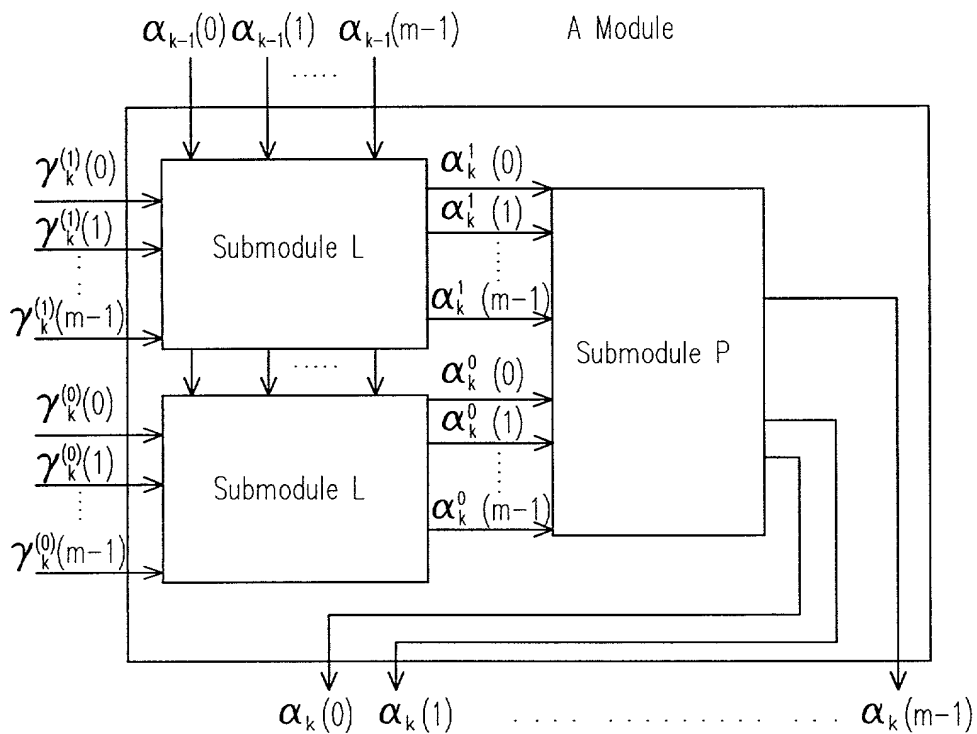 α_{k-1}(0) α_{k-1}(1) α_{k-1}(m-1) A Module
.....
γ_k^{(1)}(0) α_k^1 (0)
γ_k^{(1)}(1) Submodule L α_k^1 (1)
γ_k^{(1)}(m-1) α_k^1 (m-1)
Submodule P
.....
γ_k^{(0)}(0) α_k^0 (0)
γ_k^{(0)}(1) Submodule L α_k^0 (1)
γ_k^{(0)}(m-1) α_k^0 (m-1)
α_k(0) α_k(1) . . . . . . . . . . . . . . . α_k(m-1)